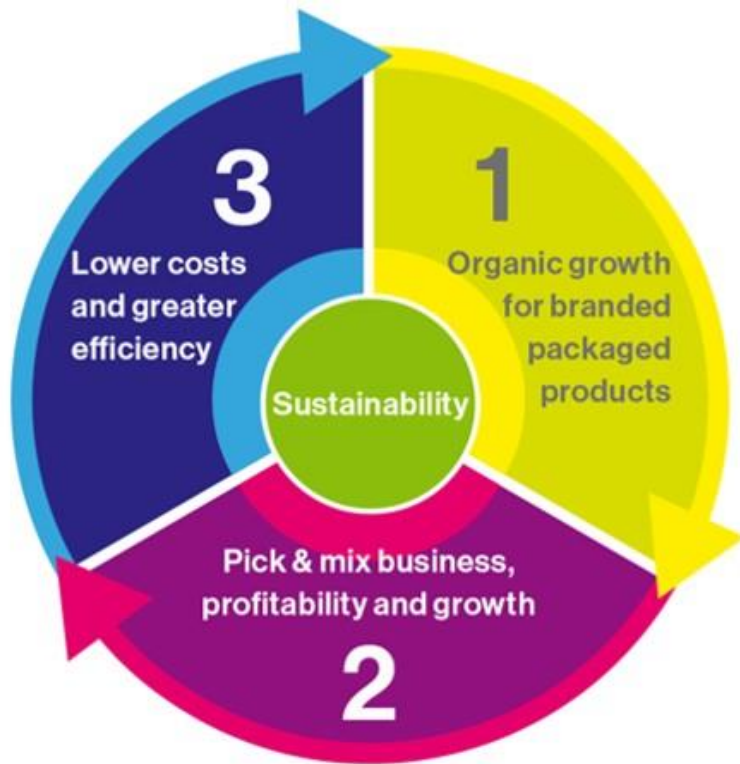 1
Organic growth
for branded
packaged
products
Pick & mix business,
profitability and growth
2
3
Lower costs
and greater
efficiency
Sustainability